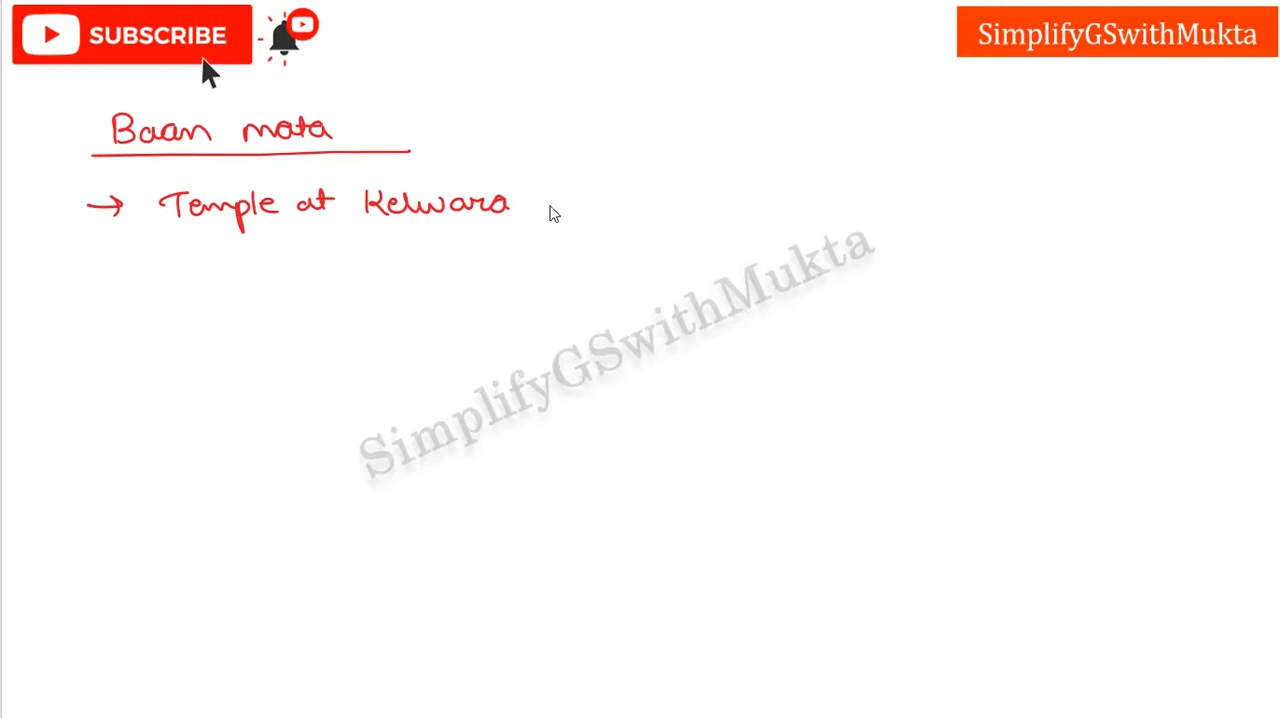 SUBSCRIBE
SimplifyGSwithMukta
Baan mata
→ Temple at Kelwara
SimplifyGSwithMukta